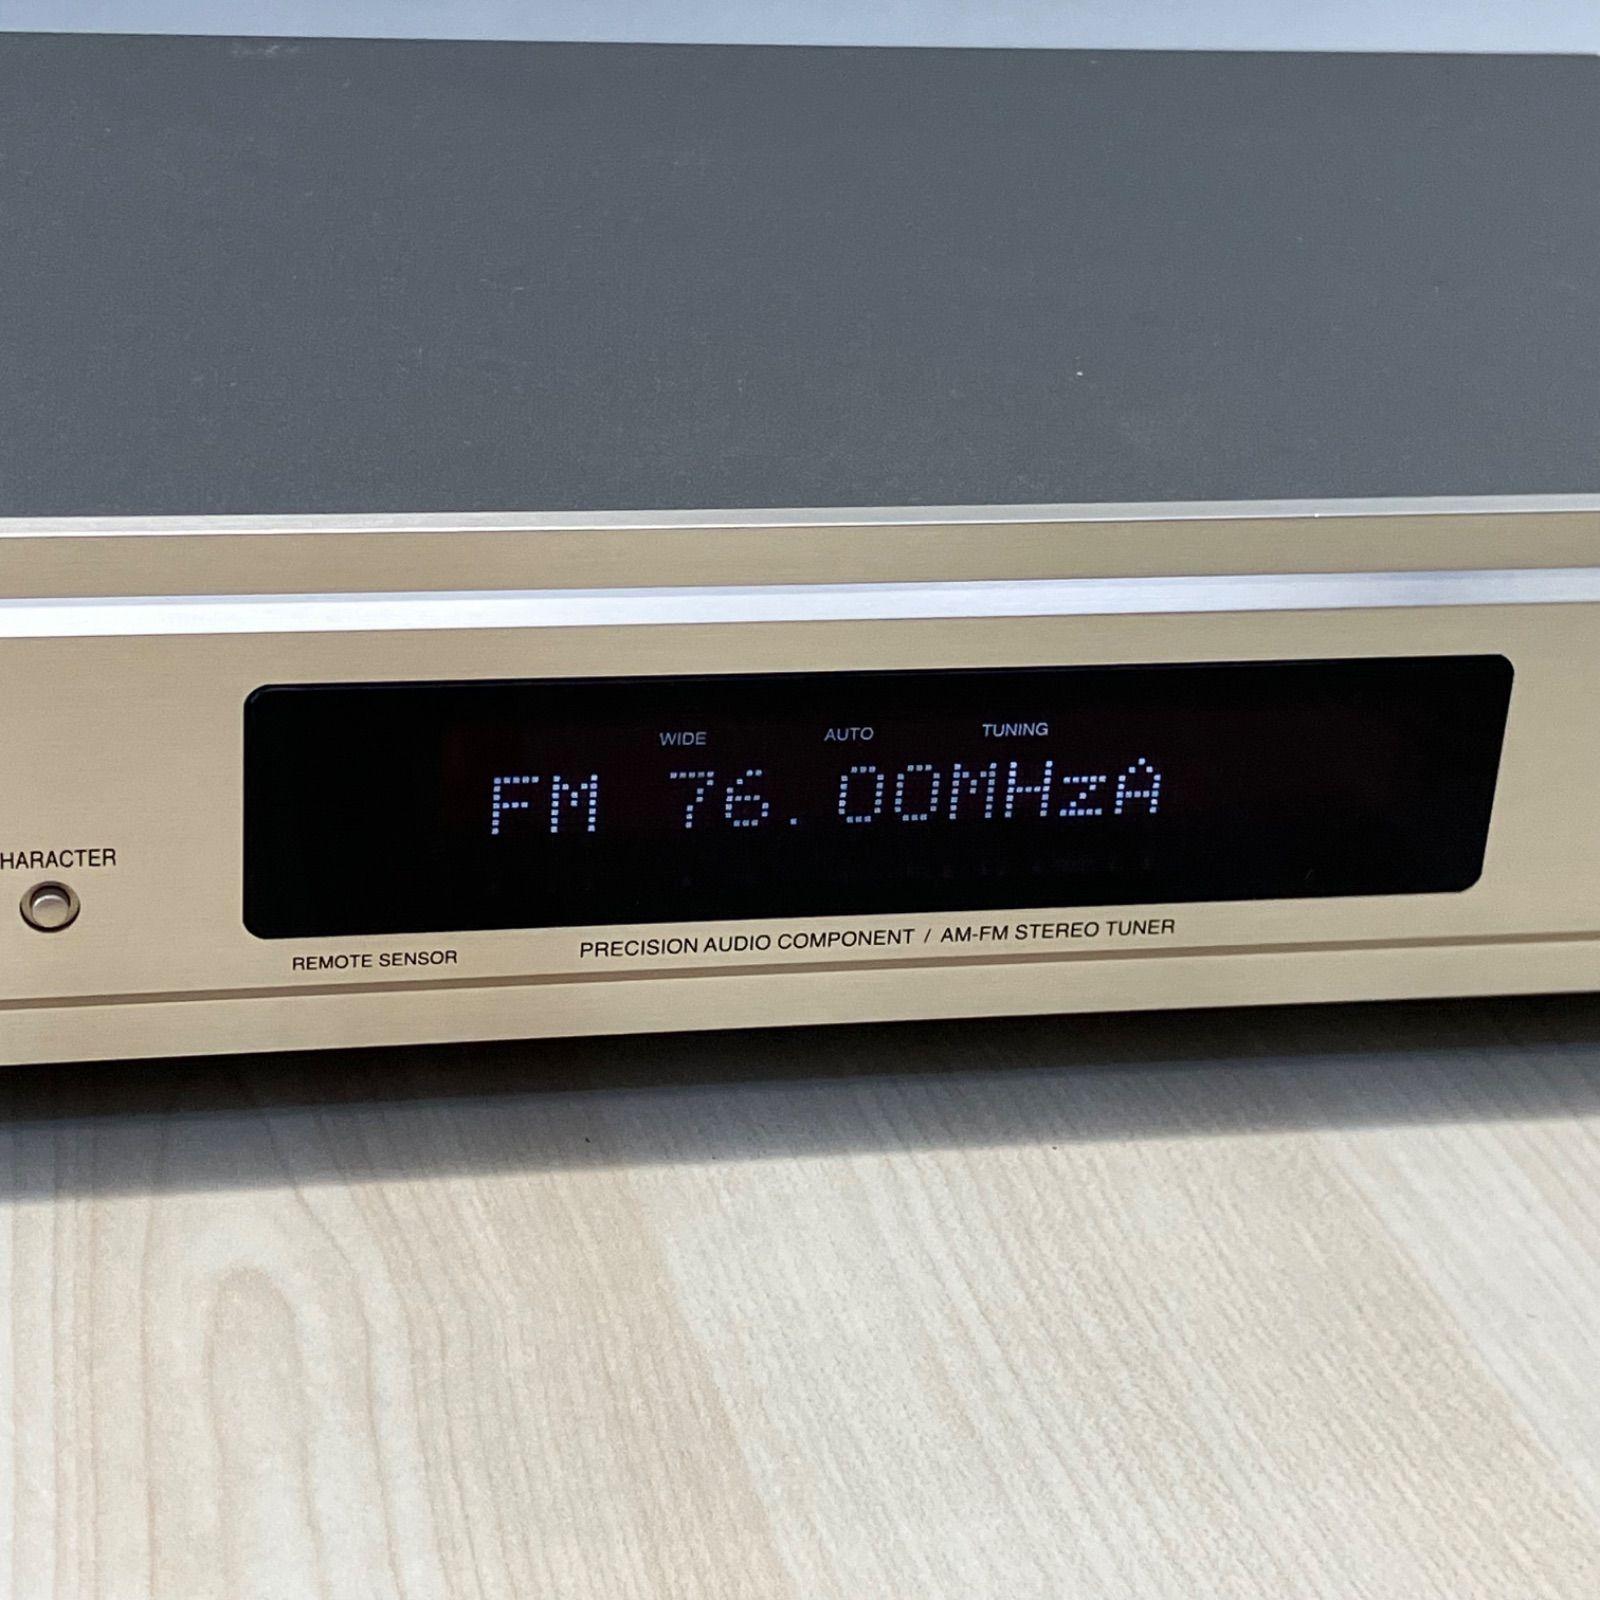 WIDE AUTO TUNING
FM 76.00MHzA
HARACTER
REMOTE SENSOR
PRECISION AUDIO COMPONENT / AM-FM STEREO TUNER